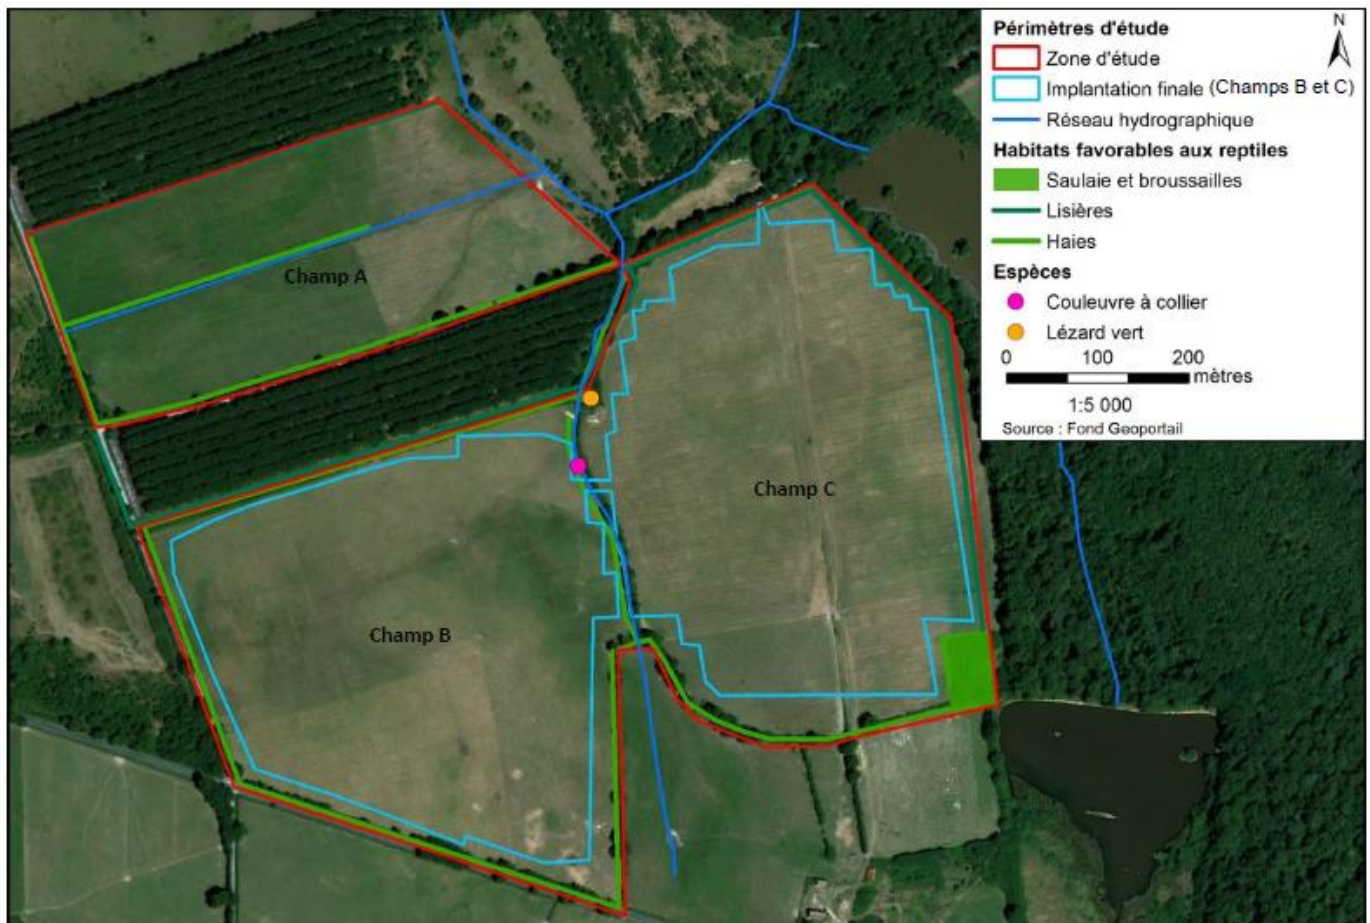 Champ A
Champ B
Champ C
N
Périmètres d'étude
Zone d'étude
Implantation finale (Champs B et C)
Réseau hydrographique
Habitats favorables aux reptiles
Saulaie et broussailles
Lisières
Haies
Espèces
Couleuvre à collier
Lézard vert
0 100 200
mètres
1:5 000
Source : Fond Geoportail